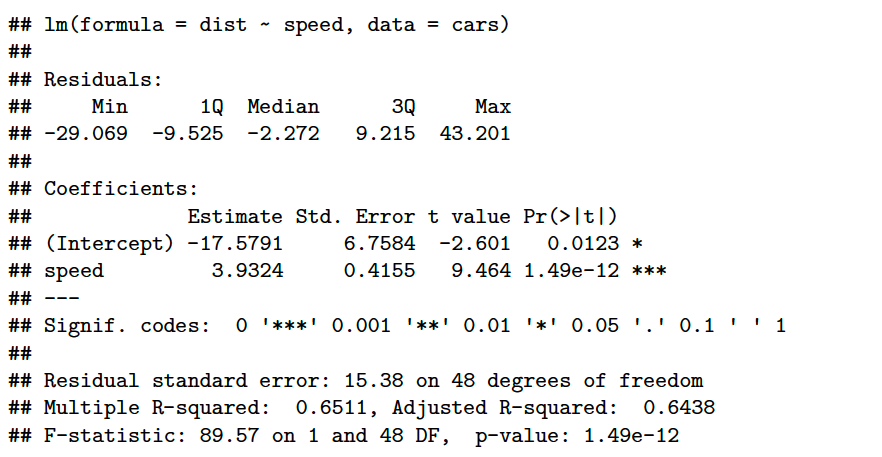 ## lm(formula = dist ~ speed, data = cars)
##
## Residuals:
##     Min      1Q  Median      3Q     Max
## -29.069  -9.525  -2.272   9.215  43.201
##
## Coefficients:
##             Estimate Std. Error t value Pr(>|t|)
## (Intercept) -17.5791     6.7584  -2.601   0.0123 *
## speed         3.9324     0.4155   9.464 1.49e-12 ***
## ---
## Signif. codes:  0 '***' 0.001 '**' 0.01 '*' 0.05 '.' 0.1 ' ' 1
##
## Residual standard error: 15.38 on 48 degrees of freedom
## Multiple R-squared:  0.6511, Adjusted R-squared:  0.6438
## F-statistic: 89.57 on 1 and 48 DF,  p-value: 1.49e-12